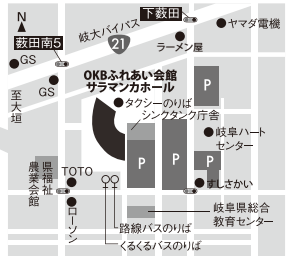 N
下薮田
岐大バイパス
ヤマダ電機
薮田南5
21
ラーメン屋
GS
OKBふれあい会館
サラマンカホール
至大垣
GS
タクシーのりば
シンクタンク庁舎
P
岐阜ハート
センター
P
P
P
県福祉
農業会館
TOTO
すしさかい
ローソン
岐阜県総合
教育センター
路線バスのりば
くるくるバスのりば